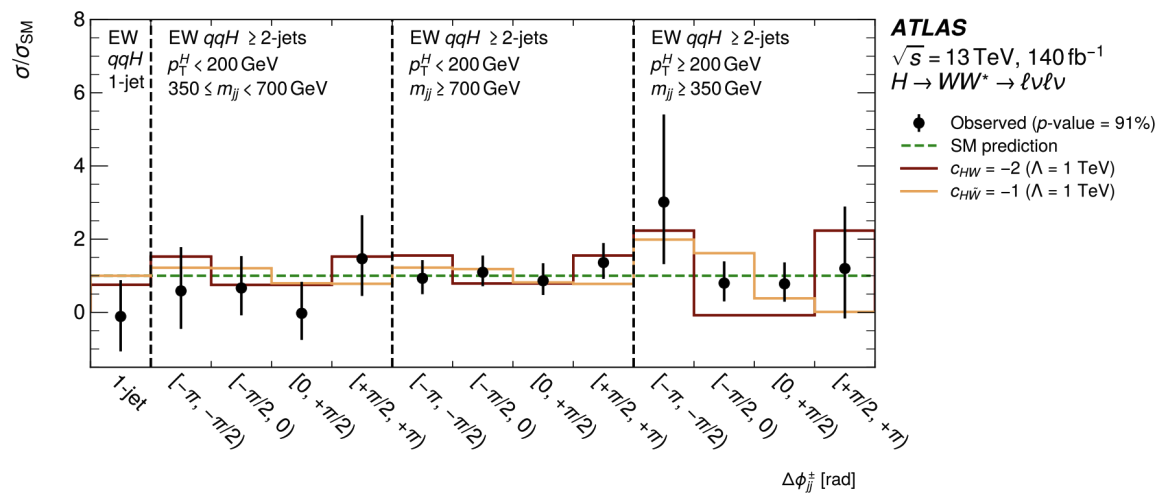 σ/σSM
8
6
4
2
0
EW
qqH
1-jet
EW qqH ≥ 2-jets
p_T^H < 200 GeV
350 ≤ m_jj < 700 GeV
EW qqH ≥ 2-jets
p_T^H < 200 GeV
m_jj ≥ 700 GeV
EW qqH ≥ 2-jets
p_T^H ≥ 200 GeV
m_jj ≥ 350 GeV
ATLAS
√s = 13 TeV, 140 fb⁻¹
H → WW* → ℓνℓν
Observed (p-value = 91%)
SM prediction
c_HW = −2 (Λ = 1 TeV)
c_HW̃ = −1 (Λ = 1 TeV)
1-jet
[−π, −π/2)
[−π/2, 0)
[0, +π/2)
[+π/2, +π)
[−π, −π/2)
[−π/2, 0)
[0, +π/2)
[+π/2, +π)
[−π, −π/2)
[−π/2, 0)
[0, +π/2)
[+π/2, +π)
Δϕ_jj^± [rad]